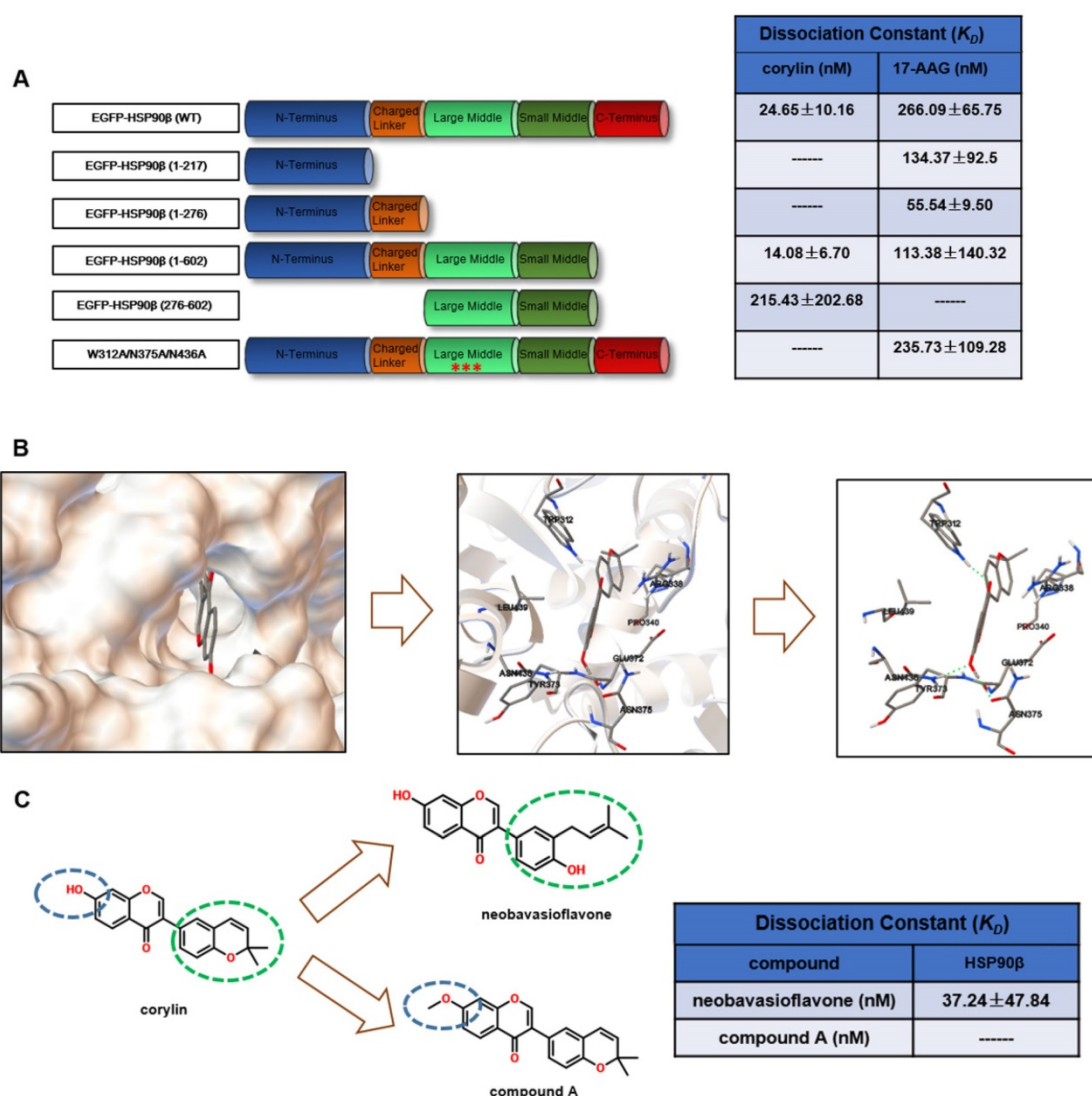 A
EGFP-HSP90β (WT)
N-Terminus
Charged
Linker
Large Middle
Small Middle
C-Terminus
EGFP-HSP90β (1-217)
N-Terminus
EGFP-HSP90β (1-276)
N-Terminus
Charged
Linker
EGFP-HSP90β (1-602)
N-Terminus
Charged
Linker
Large Middle
Small Middle
EGFP-HSP90β (276-602)
Large Middle
Small Middle
W312A/N375A/N436A
N-Terminus
Charged
Linker
Large Middle
***
Small Middle
C-Terminus
Dissociation Constant (K_D)
corylin (nM) 17-AAG (nM)
24.65±10.16 266.09±65.75
------ 134.37±92.5
------ 55.54±9.50
14.08±6.70 113.38±140.32
215.43±202.68 ------
------ 235.73±109.28
B
TRP312
ARG338
LEU439
PRO340
GLU372
ASN436
TYR373
ASN375
TRP312
ARG338
LEU439
PRO340
GLU372
ASN436
TYR373
ASN375
C
HO
O
O
O
corylin
HO
O
O
OH
neobavasioflavone
O
O
O
O
compound A
Dissociation Constant (K_D)
compound HSP90β
neobavasioflavone (nM) 37.24±47.84
compound A (nM) ------